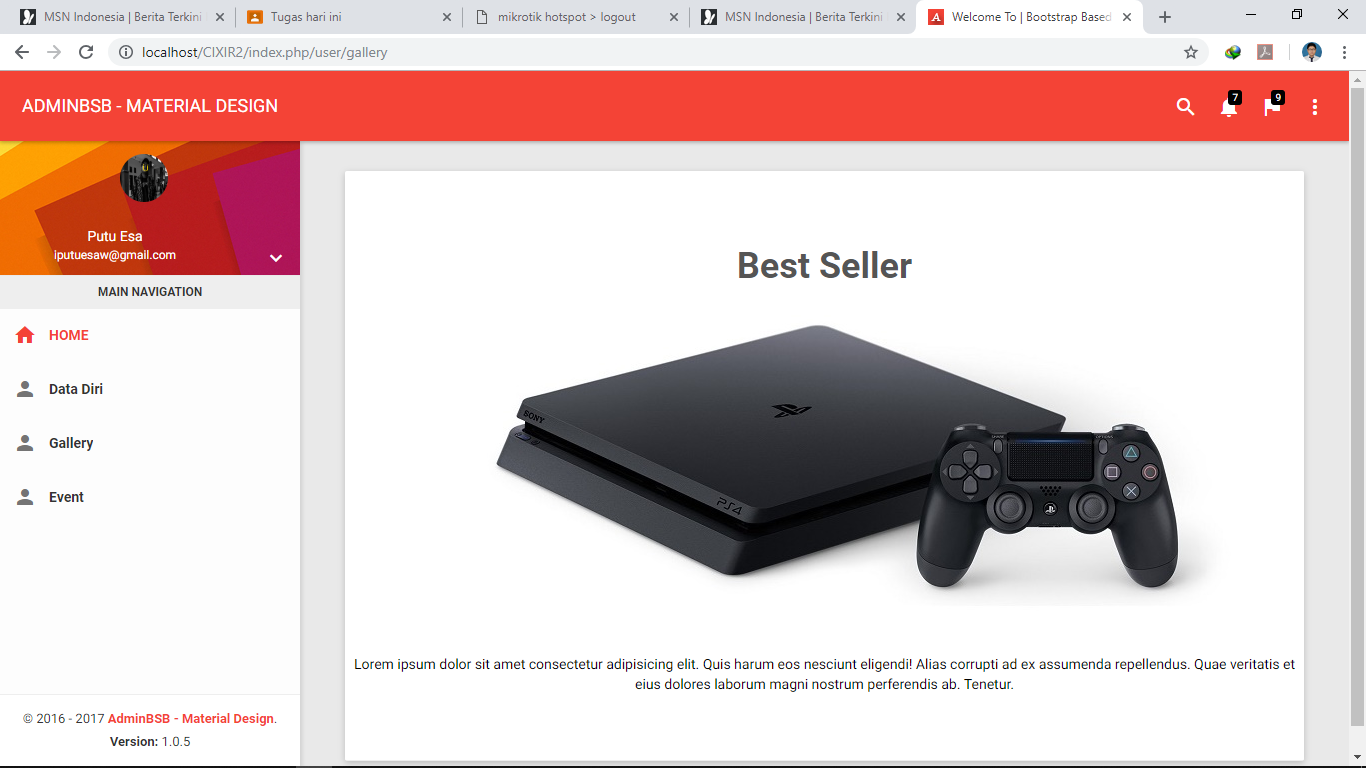 MSN Indonesia | Berita Terkini
Tugas hari ini
mikrotik hotspot > logout
MSN Indonesia | Berita Terkini
Welcome To | Bootstrap Based
localhost/CIXIR2/index.php/user/gallery
ADMINBSB - MATERIAL DESIGN
7
9
Putu Esa
iputuesaw@gmail.com
MAIN NAVIGATION
HOME
Data Diri
Gallery
Event
© 2016 - 2017 AdminBSB - Material Design.
Version: 1.0.5
Best Seller
SONY
PS4
SHARE
OPTIONS
Lorem ipsum dolor sit amet consectetur adipisicing elit. Quis harum eos nesciunt eligendi! Alias corrupti ad ex assumenda repellendus. Quae veritatis et
eius dolores laborum magni nostrum perferendis ab. Tenetur.